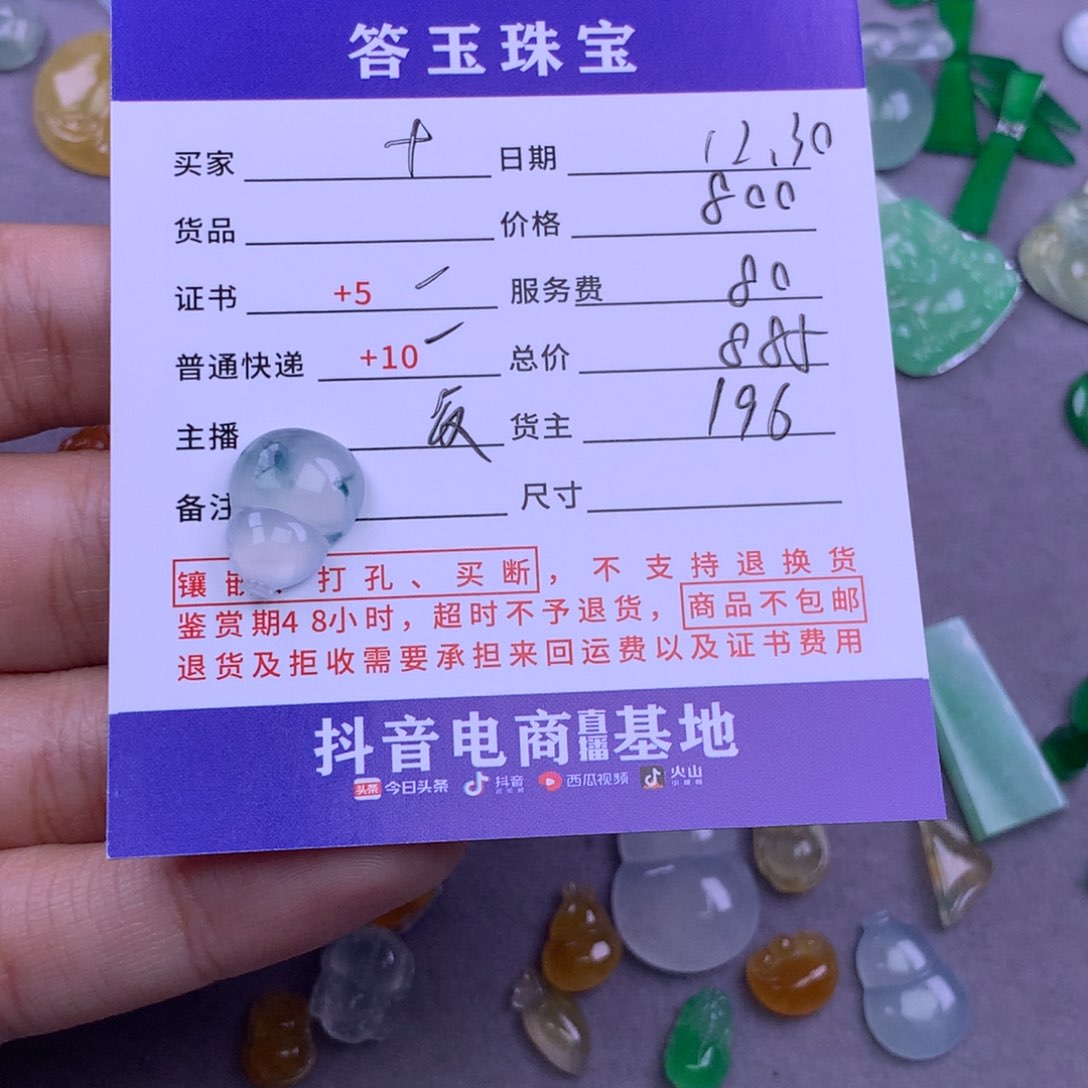 答玉珠宝
买家 日期 12.30
货品 价格 800
证书 +5 服务费 80
普通快递 +10 总价 885
主播 货主 196
备注 尺寸
镶嵌、打孔、买断，不支持退换货
鉴赏期48小时，超时不予退货，商品不包邮
退货及拒收需要承担来回运费以及证书费用
抖音电商直播基地
头条 今日头条 抖音 西瓜视频 火山